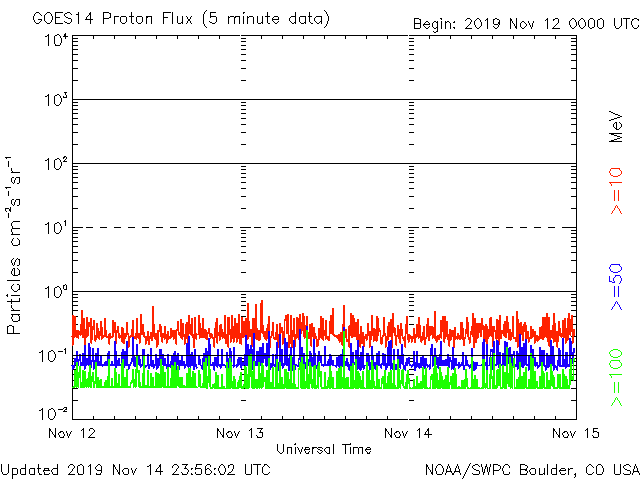 GOES14 Proton Flux (5 minute data)
Begin: 2019 Nov 12 0000 UTC
10⁴
10³
10²
10¹
10⁰
10⁻¹
10⁻²
Particles cm⁻²s⁻¹sr⁻¹
MeV
>=10
>=50
>=100
Nov 12 Nov 13 Nov 14 Nov 15
Universal Time
Updated 2019 Nov 14 23:56:02 UTC
NOAA/SWPC Boulder, CO USA